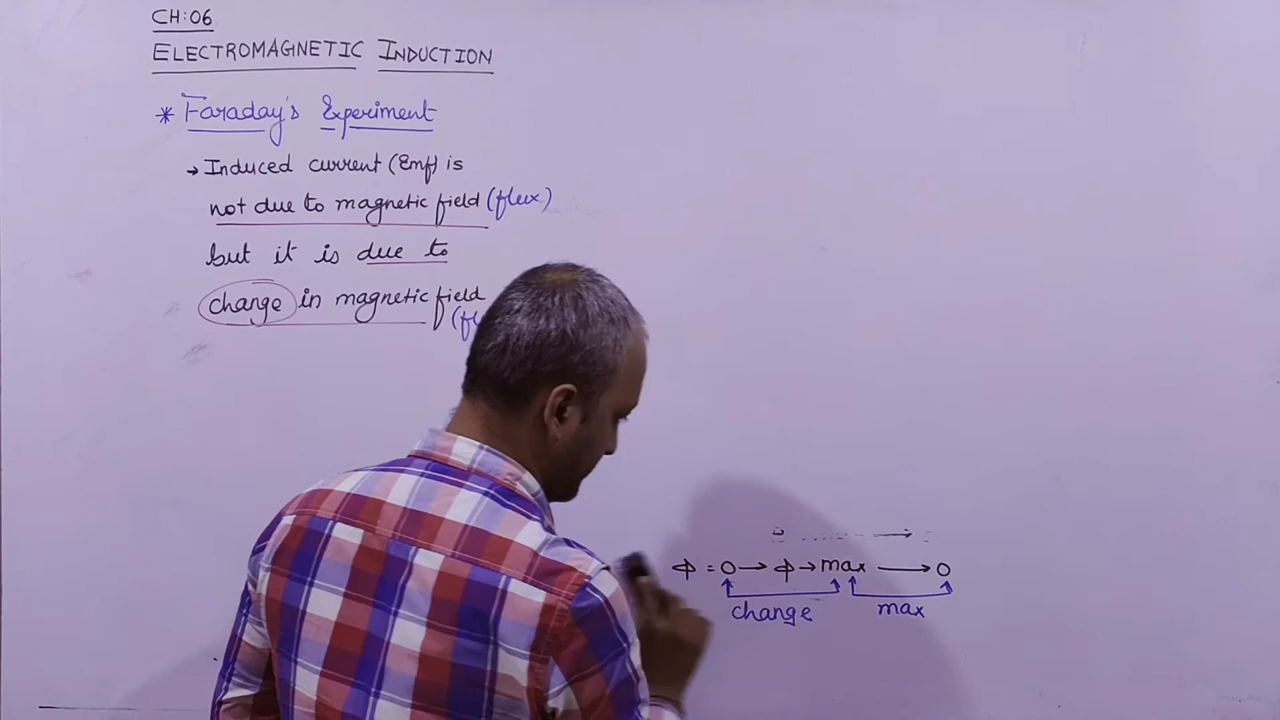 CH:06
ELECTROMAGNETIC INDUCTION
* Faraday's Experiment
→ Induced current (Emf) is
not due to magnetic field (flux)
but it is due to
change in magnetic field
ϕ = 0 → ϕ → max → 0
change max